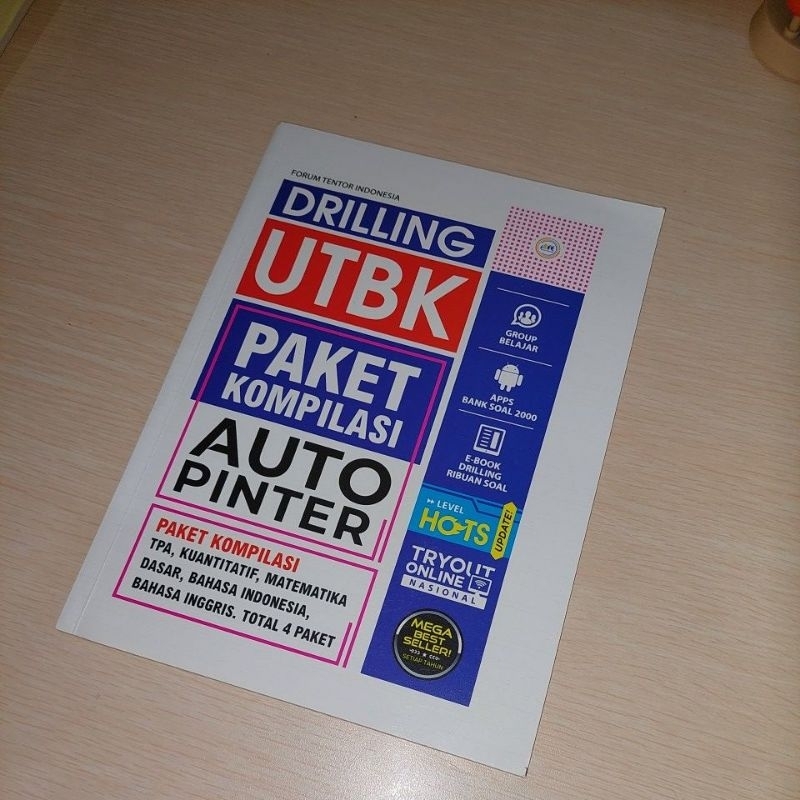 FORUM TENTOR INDONESIA
DRILLING
UTBK
PAKET
KOMPILASI
AUTO
PINTER
PAKET KOMPILASI
TPA, KUANTITATIF, MATEMATIKA
DASAR, BAHASA INDONESIA,
BAHASA INGGRIS. TOTAL 4 PAKET
GROUP
BELAJAR
APPS
BANK SOAL 2000
E-BOOK
DRILLING
RIBUAN SOAL
LEVEL
HOTS
UPDATE!
TRYOUT
ONLINE
NASIONAL
MEGA
BEST
SELLER!
SETIAP TAHUN